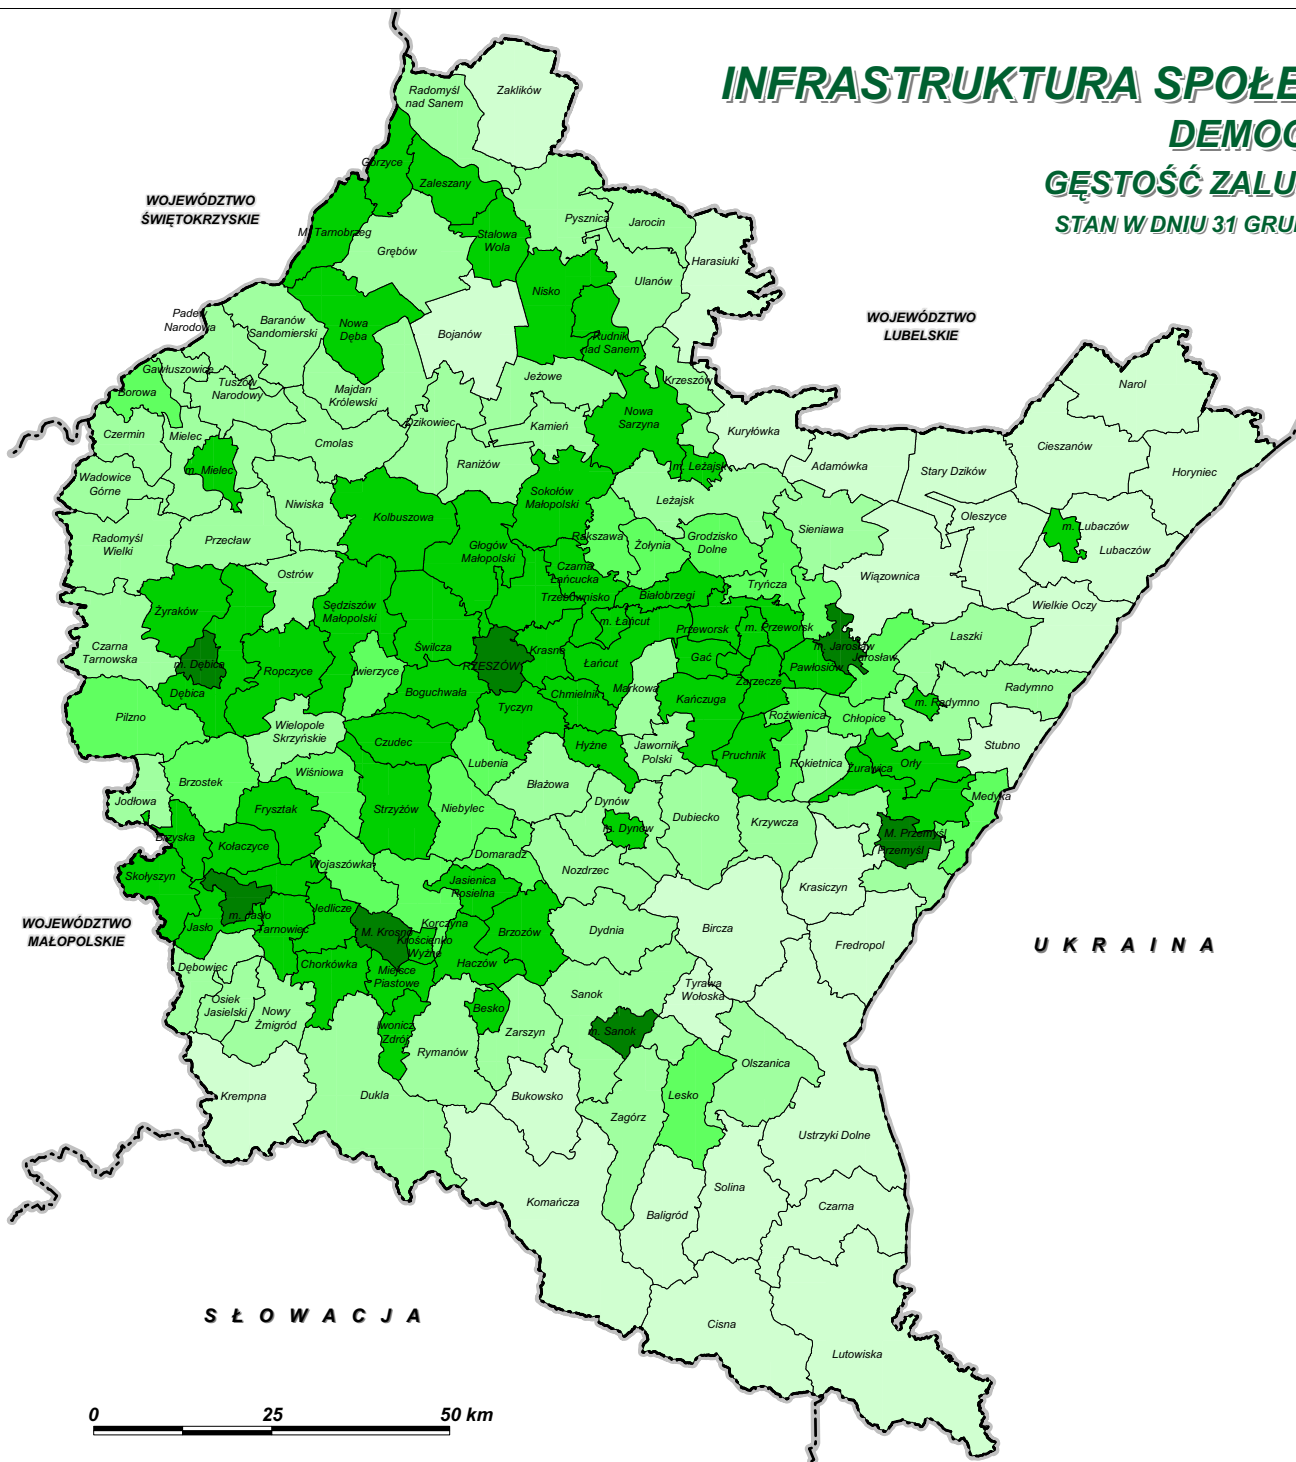 INFRASTRUKTURA SPOŁE
DEMOG
GĘSTOŚĆ ZALU
STAN W DNIU 31 GRU
WOJEWÓDZTWO
ŚWIĘTOKRZYSKIE
WOJEWÓDZTWO
LUBELSKIE
WOJEWÓDZTWO
MAŁOPOLSKIE
UKRAINA
SŁOWACJA
Radomyśl
nad Sanem
Zaklików
Gorzyce
Zaleszany
M. Tarnobrzeg
Stalowa
Wola
Pysznica
Jarocin
Grębów
Harasiuki
Ulanów
Nisko
Padew
Narodowa
Baranów
Sandomierski
Nowa
Dęba
Bojanów
Rudnik
nad Sanem
Gawłuszowice
Tuszów
Narodowy
Borowa
Majdan
Królewski
Jeżowe
Krzeszów
Narol
Czermin
Mielec
Cmolas
Dzikowiec
Kamień
Nowa
Sarzyna
Kuryłówka
Cieszanów
m. Mielec
Wadowice
Górne
Raniżów
m. Leżajsk
Adamówka
Stary Dzików
Horyniec
Niwiska
Sokołów
Małopolski
Leżajsk
Kolbuszowa
Oleszyce
m. Lubaczów
Lubaczów
Radomyśl
Wielki
Przecław
Głogów
Małopolski
Rakszawa
Żołynia
Grodzisko
Dolne
Sieniawa
Ostrów
Czarna
Łańcucka
Wiązownica
Tryńcza
Żyraków
Sędziszów
Małopolski
Trzebownisko
Białobrzegi
Wielkie Oczy
m. Łańcut
Przeworsk
m. Przeworsk
Laszki
Czarna
Tarnowska
m. Dębica
Świlcza
RZESZÓW
Krasne
m. Jarosław
Jarosław
Ropczyce
Iwierzyce
Łańcut
Gać
Pawłosiów
Dębica
Boguchwała
Chmielnik
Markowa
Kańczuga
Zarzecze
Radymno
m. Radymno
Pilzno
Tyczyn
Roźwienica
Chłopice
Wielopole
Skrzyńskie
Czudec
Hyżne
Jawornik
Polski
Pruchnik
Rokietnica
Żurawica
Orły
Stubno
Wiśniowa
Lubenia
Brzostek
Błażowa
Medyka
Jodłowa
Frysztak
Strzyżów
Niebylec
Dynów
m. Dynów
Dubiecko
Krzywcza
M. Przemyśl
Przemyśl
Brzyska
Kołaczyce
Wojaszówka
Domaradz
Nozdrzec
Skołyszyn
Jasienica
Rosielna
Krasiczyn
m. Jasło
Jedlicze
Jasło
Tarnowiec
M. Krosno
Korczyna
Krościenko
Wyżne
Brzozów
Dydnia
Bircza
Fredropol
Dębowiec
Chorkówka
Miejsce
Piastowe
Haczów
Osiek
Jasielski
Nowy
Żmigród
Besko
Sanok
Tyrawa
Wołoska
Iwonicz
Zdrój
Zarszyn
m. Sanok
Rymanów
Olszanica
Krempna
Dukla
Bukowsko
Lesko
Zagórz
Ustrzyki Dolne
Komańcza
Solina
Baligród
Czarna
Cisna
Lutowiska
0 25 50 km